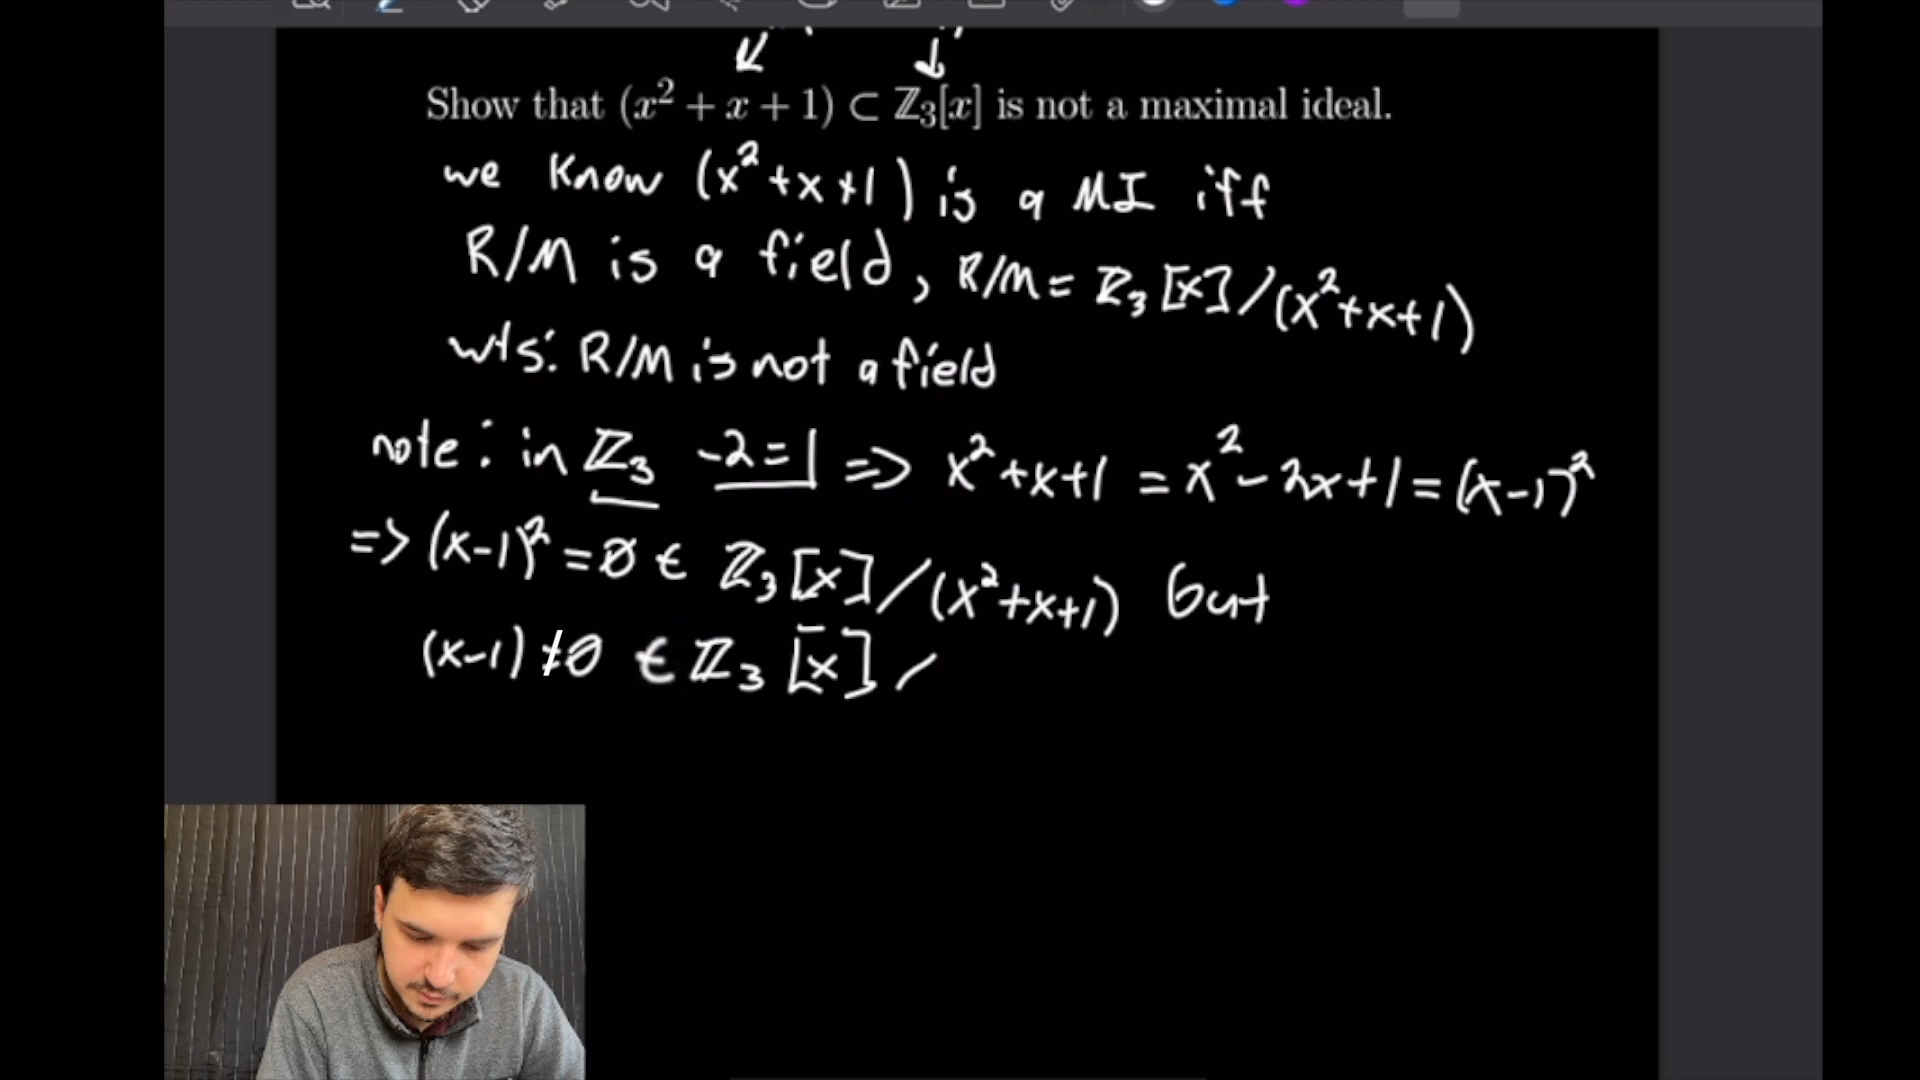 Show that (x² + x + 1) ⊂ ℤ₃[x] is not a maximal ideal.
we know (x²+x+1) is a MI iff
R/M is a field, R/M = ℤ₃[x]/(x²+x+1)
wts: R/M is not a field
note: in ℤ₃ -2=1 => x²+x+1 = x²-2x+1 = (x-1)²
=> (x-1)² = 0 ∈ ℤ₃[x]/(x²+x+1) but
(x-1) ≠ 0 ∈ ℤ₃[x]/